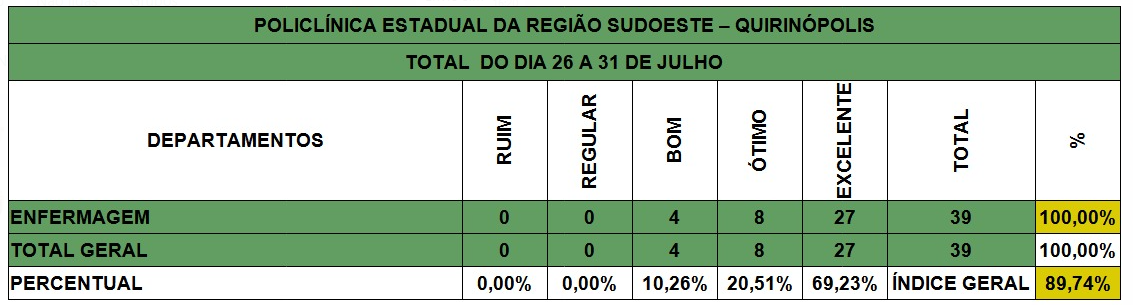 POLICLÍNICA ESTADUAL DA REGIÃO SUDOESTE – QUIRINÓPOLIS
TOTAL DO DIA 26 A 31 DE JULHO
DEPARTAMENTOS RUIM REGULAR BOM ÓTIMO EXCELENTE TOTAL %
ENFERMAGEM 0 0 4 8 27 39 100,00%
TOTAL GERAL 0 0 4 8 27 39 100,00%
PERCENTUAL 0,00% 0,00% 10,26% 20,51% 69,23% ÍNDICE GERAL 89,74%